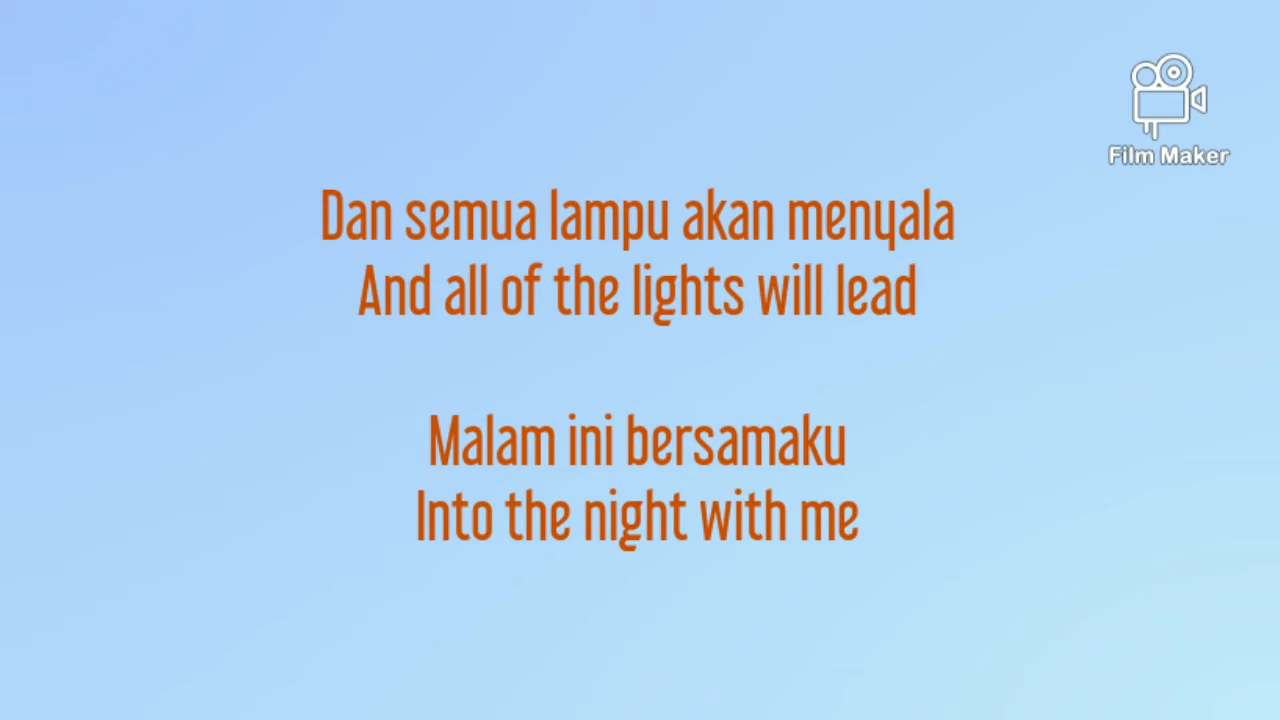 Film Maker
Dan semua lampu akan menyala
And all of the lights will lead
Malam ini bersamaku
Into the night with me